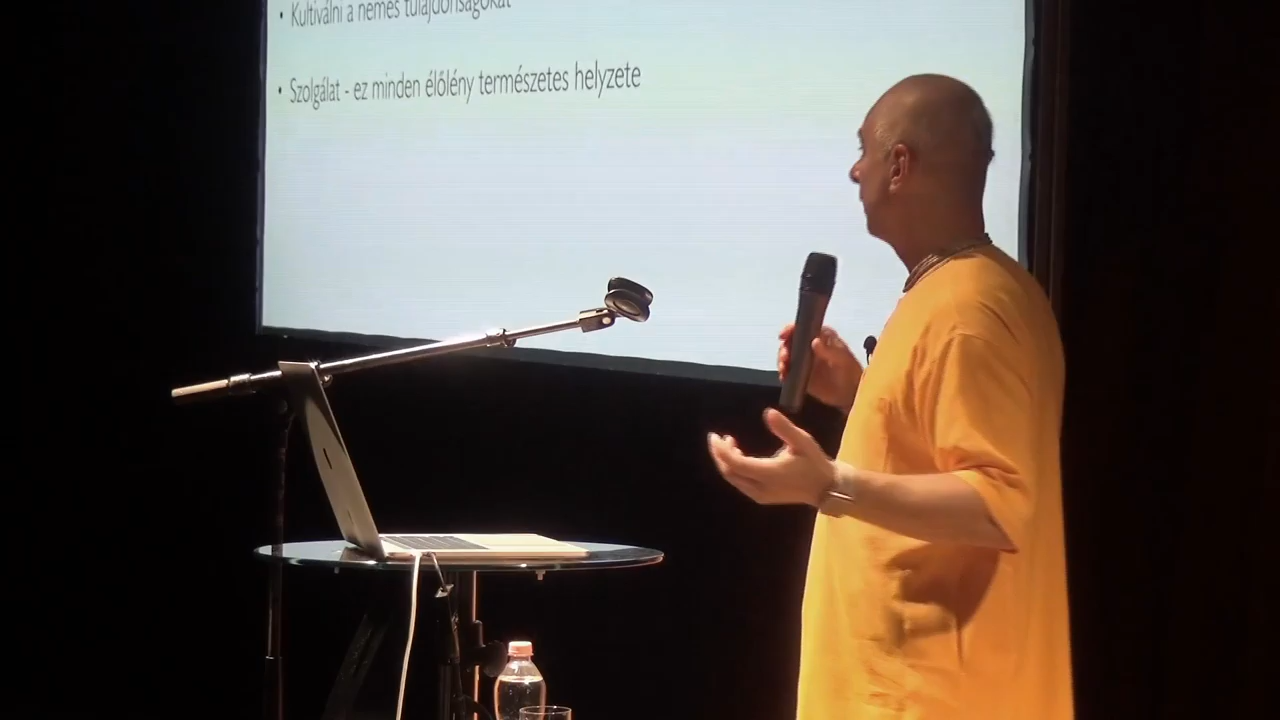 • Kultiválni a nemes tulajdonságokat
• Szolgálat - ez minden élőlény természetes helyzete